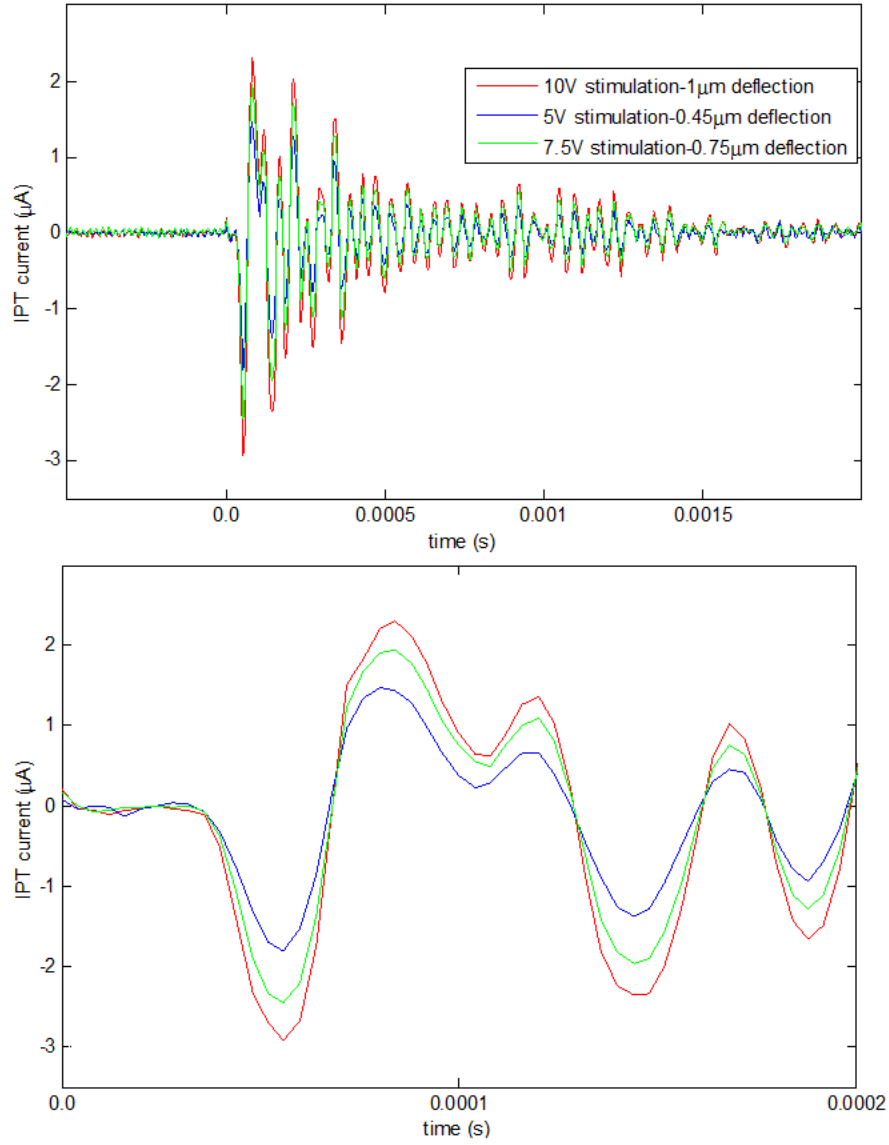 2
1
0
-1
-2
-3
IPT current (μA)
10V stimulation-1μm deflection
5V stimulation-0.45μm deflection
7.5V stimulation-0.75μm deflection
0.0
0.0005
0.001
0.0015
time (s)
2
1
0
-1
-2
-3
IPT current (μA)
0.0
0.0001
0.0002
time (s)